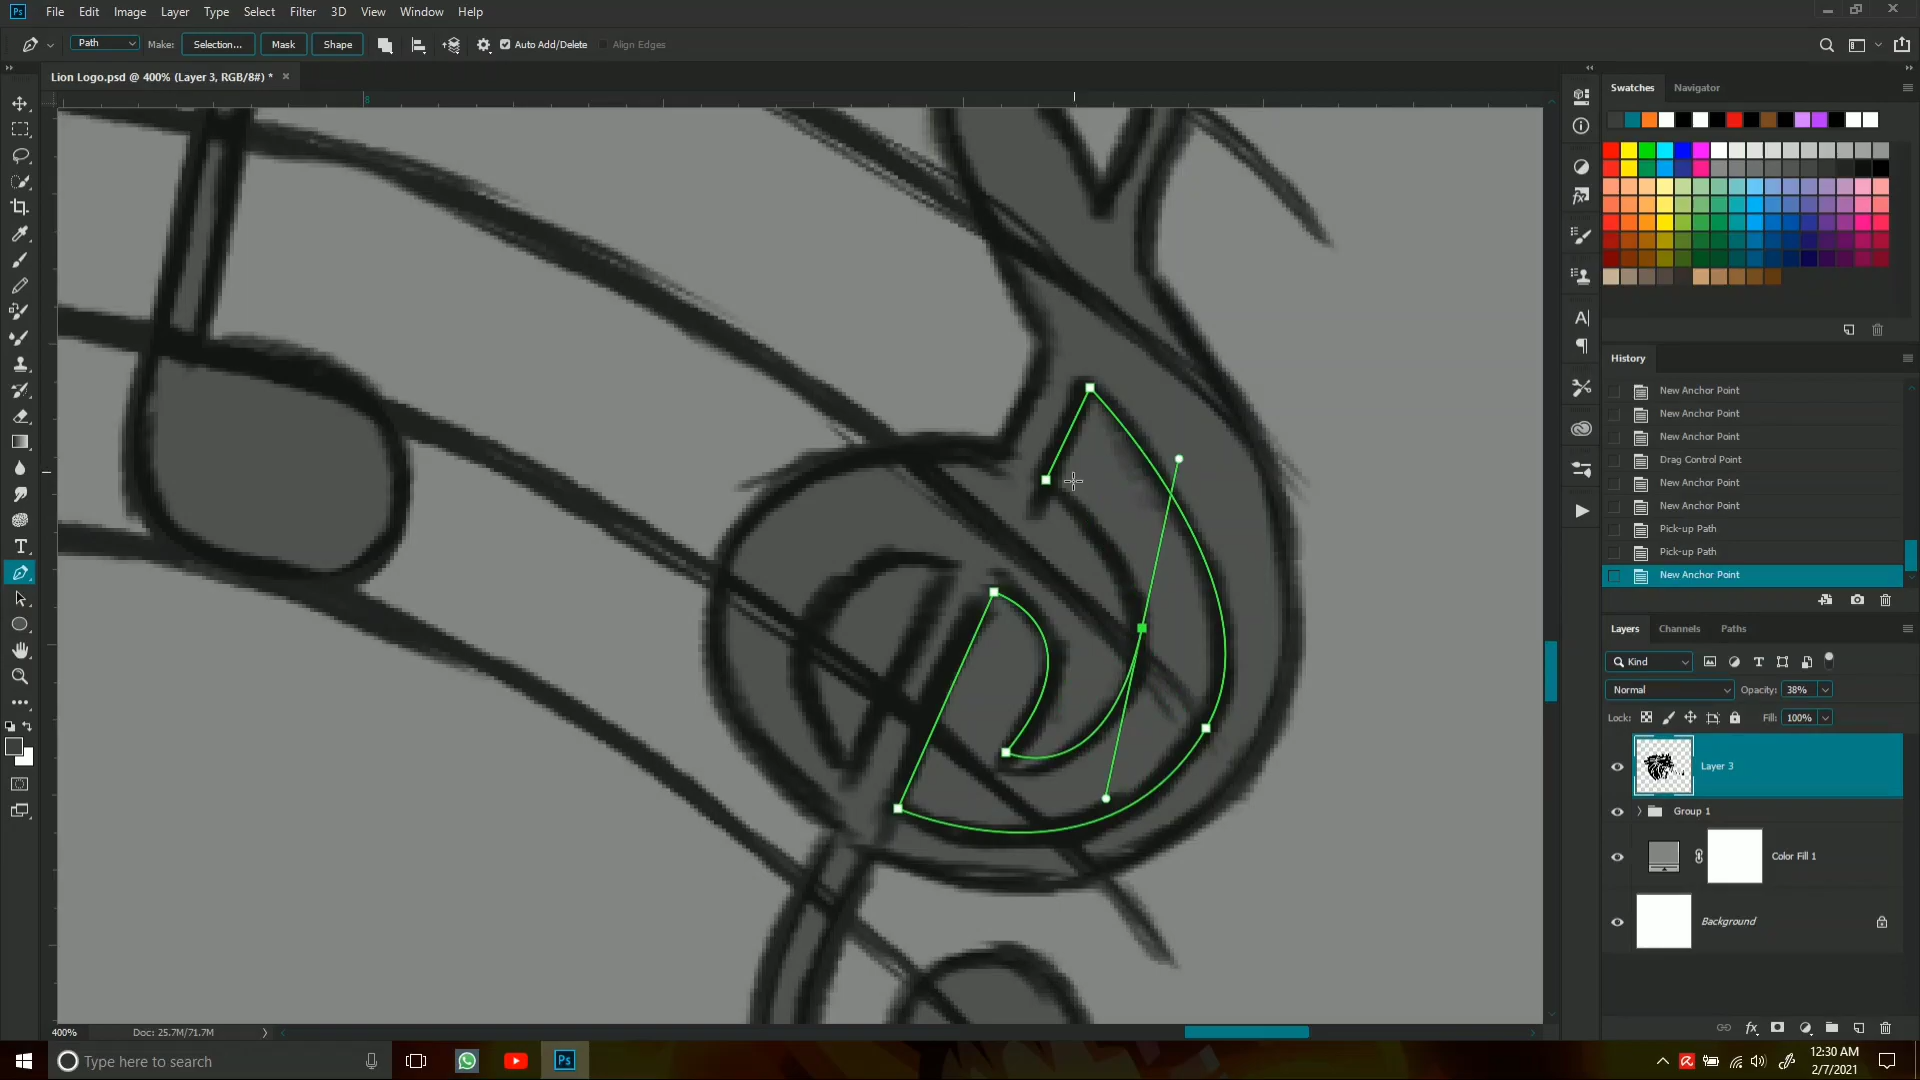 Ps File Edit Image Layer Type Select Filter 3D View Window Help
Path Make: Selection... Mask Shape Auto Add/Delete Align Edges
Lion Logo.psd @ 400% (Layer 3, RGB/8#) *
Swatches Navigator
8
History
New Anchor Point
New Anchor Point
New Anchor Point
Drag Control Point
New Anchor Point
New Anchor Point
Pick-up Path
Pick-up Path
New Anchor Point
Layers Channels Paths
Kind
Normal Opacity: 38%
Lock: Fill: 100%
Layer 3
Group 1
Color Fill 1
Background
400% Doc: 25.7M/71.7M
Type here to search
Ps
12:30 AM
2/7/2021